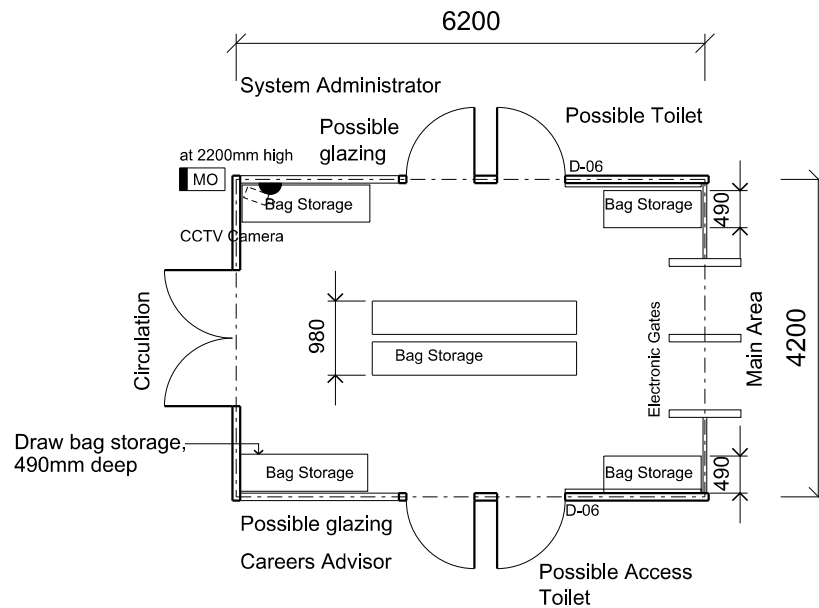 6200
System Administrator
Possible
glazing
Possible Toilet
at 2200mm high
MO
D-06
Bag Storage
Bag Storage
490
CCTV Camera
Circulation
980
Bag Storage
Electronic Gates
Main Area
4200
Draw bag storage,
490mm deep
Bag Storage
Bag Storage
490
D-06
Possible glazing
Careers Advisor
Possible Access
Toilet